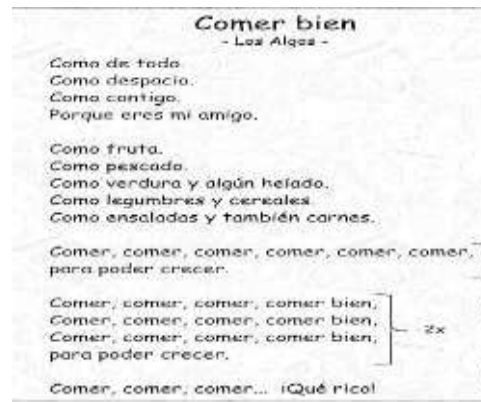 Comer bien
- Los Algos -
Como de todo.
Como despacio.
Como contigo.
Porque eres mi amigo.
Como fruta.
Como pescado.
Como verdura y algún helado.
Como legumbres y cereales.
Como ensaladas y también carnes.
Comer, comer, comer, comer, comer, comer,
para poder crecer.
Comer, comer, comer, comer bien,
Comer, comer, comer, comer bien,
Comer, comer, comer, comer bien,
para poder crecer.
2x
Comer, comer, comer... ¡Qué rico!